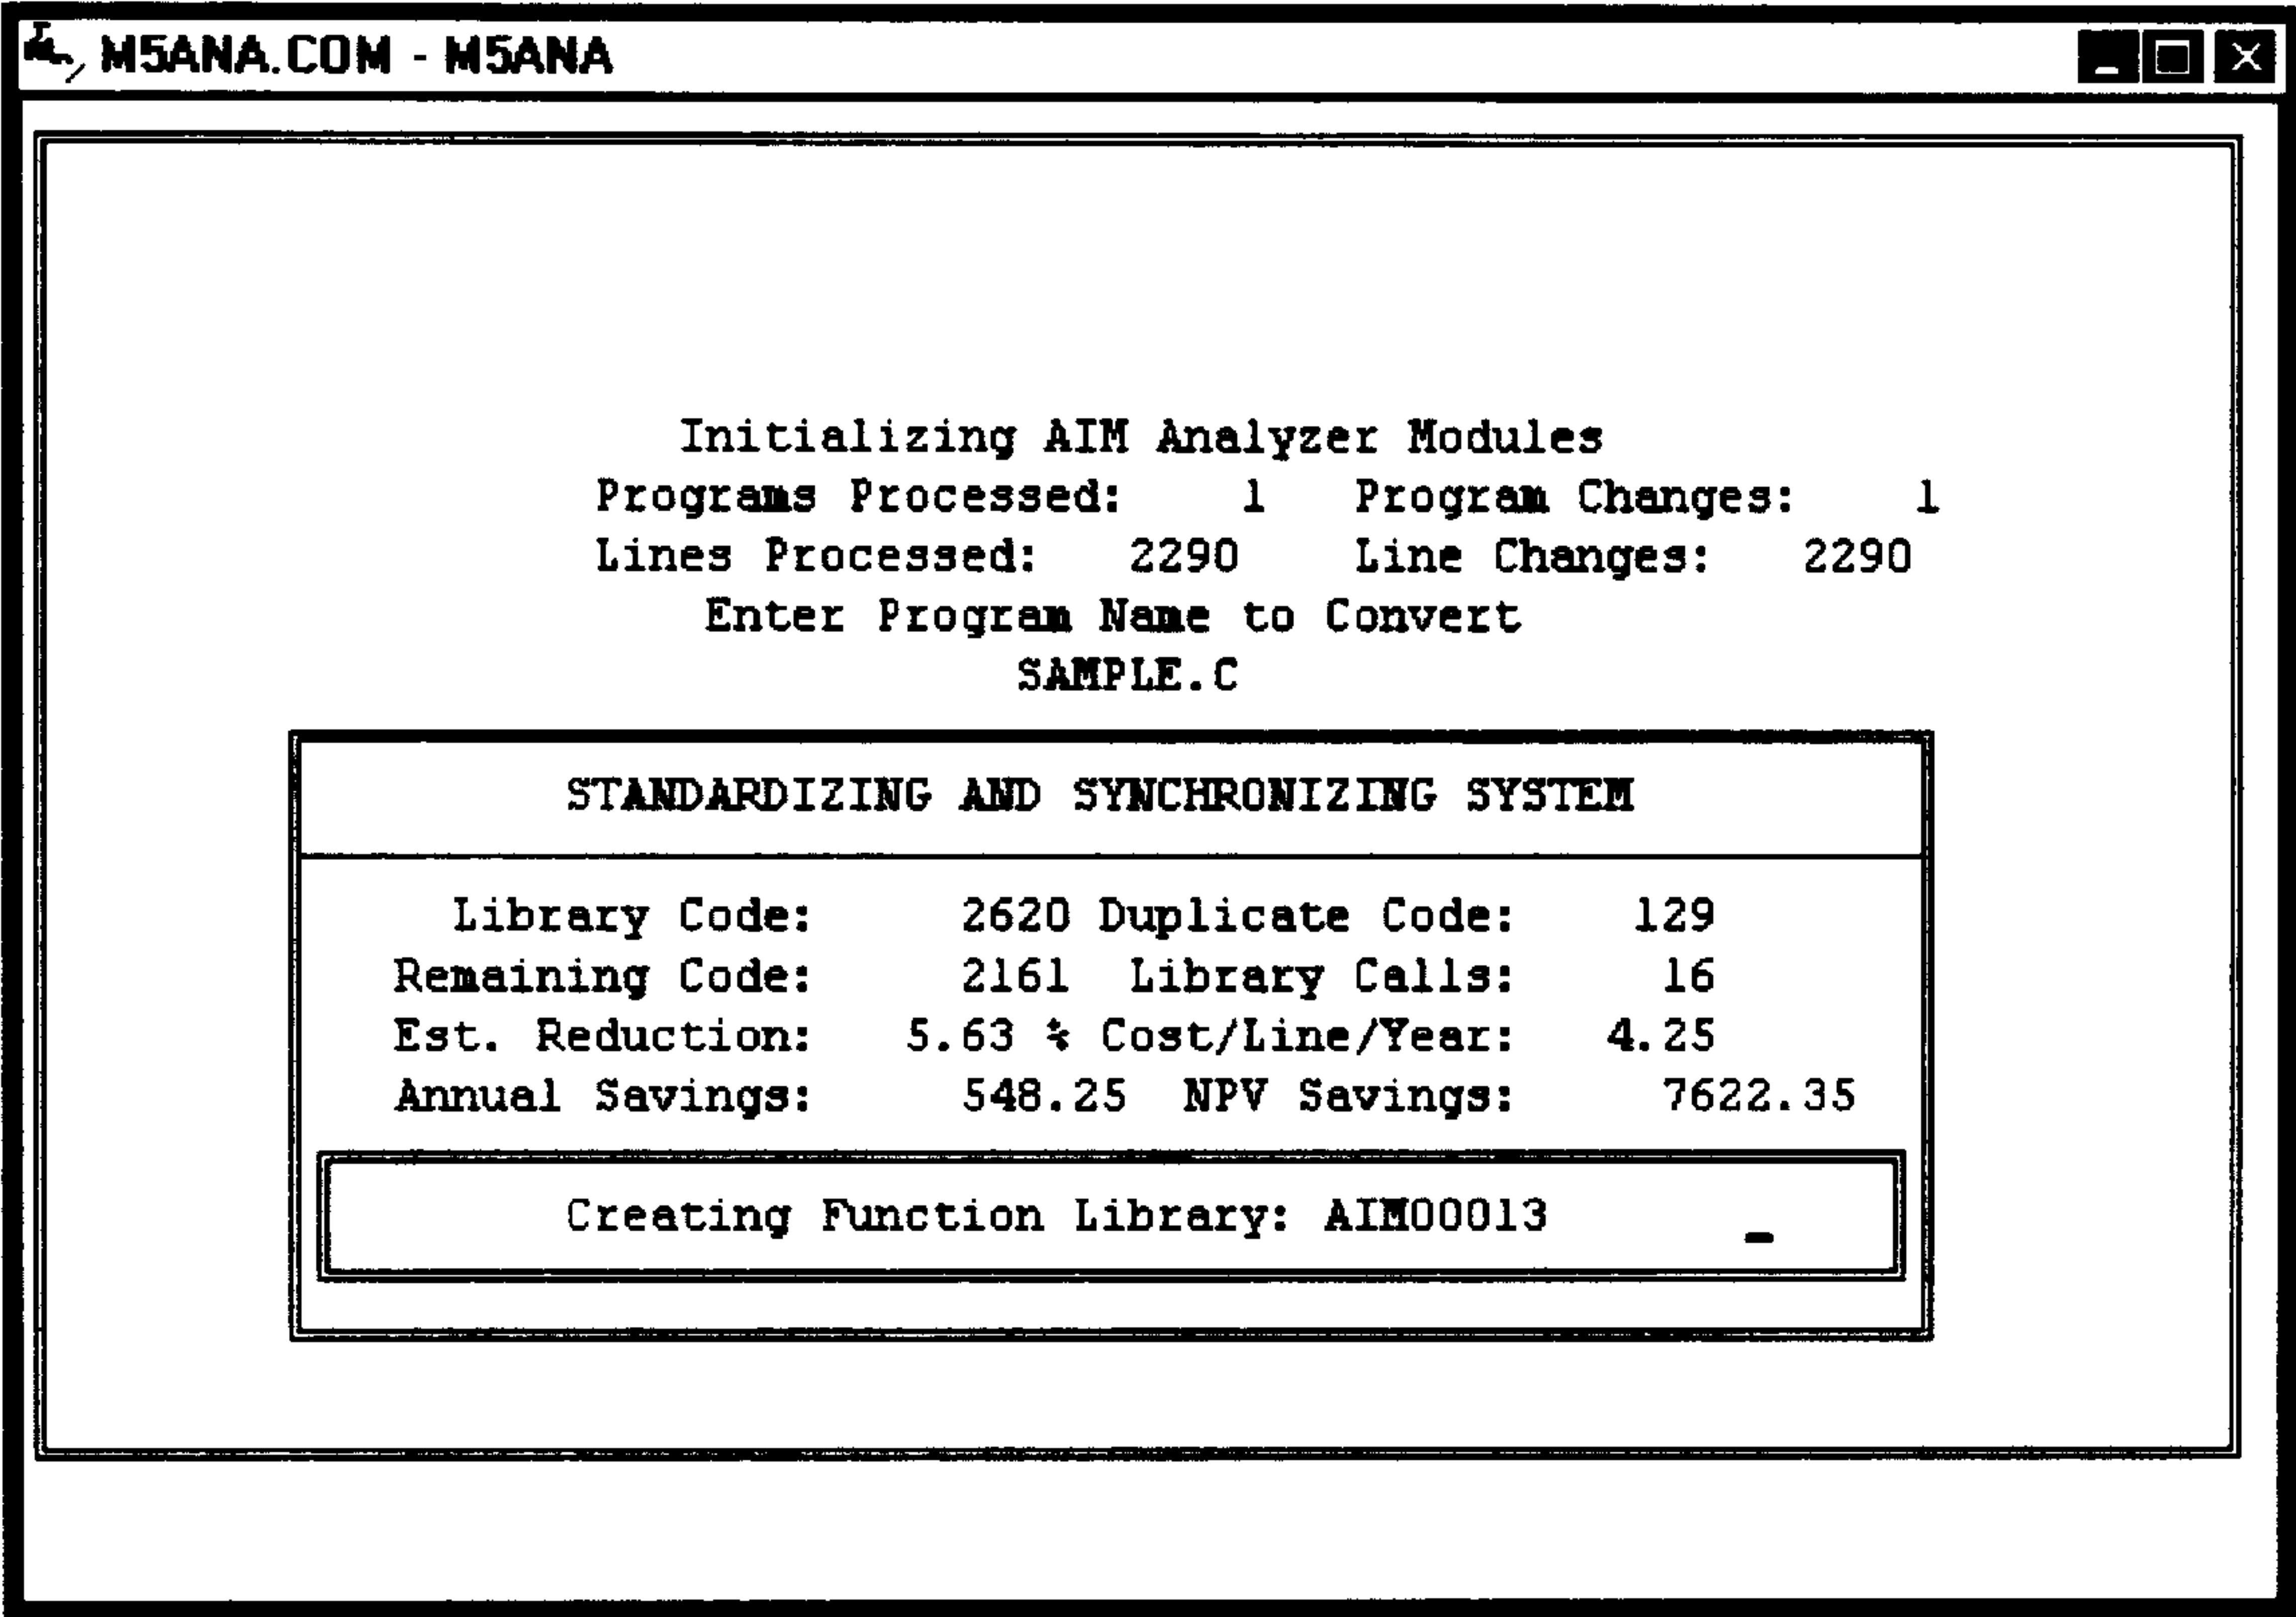 M5ANA.COM - M5ANA
Initializing AIM Analyzer Modules
Programs Processed: 1 Program Changes: 1
Lines Processed: 2290 Line Changes: 2290
Enter Program Name to Convert
SAMPLE.C
STANDARDIZING AND SYNCHRONIZING SYSTEM
Library Code: 2620 Duplicate Code: 129
Remaining Code: 2161 Library Calls: 16
Est. Reduction: 5.63 % Cost/Line/Year: 4.25
Annual Savings: 548.25 NPV Savings: 7622.35
Creating Function Library: AIM00013 _